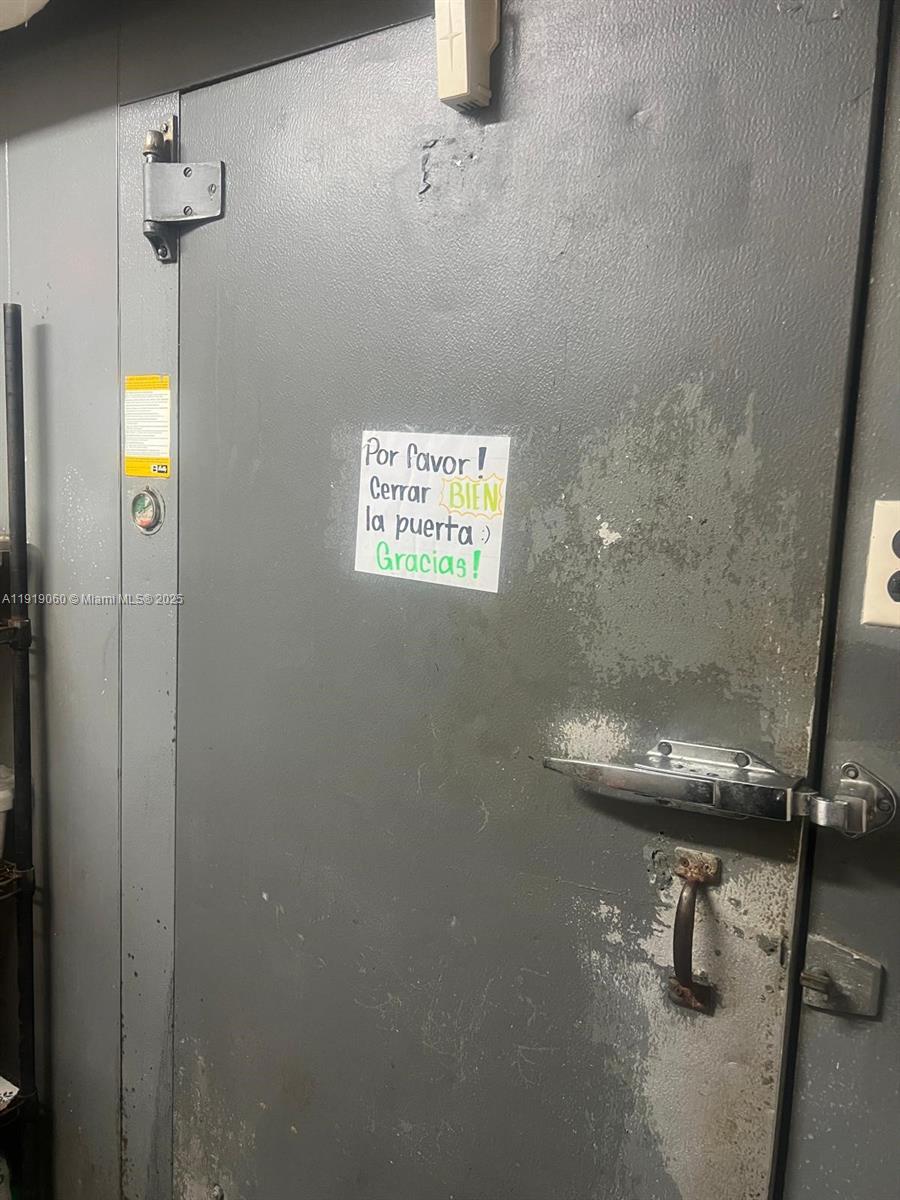 Por favor!
Cerrar BIEN
la puerta :)
Gracias!
A11919060 © Miami MLS® 2025